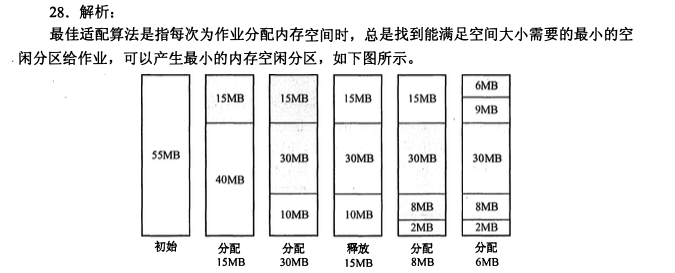 28. 解析：
最佳适配算法是指每次为作业分配内存空间时，总是找到能满足空间大小需要的最小的空
闲分区给作业，可以产生最小的内存空闲分区，如下图所示。
55MB
15MB
40MB
15MB
30MB
10MB
15MB
30MB
10MB
15MB
30MB
8MB
2MB
6MB
9MB
30MB
8MB
2MB
初始
分配
15MB
分配
30MB
释放
15MB
分配
8MB
分配
6MB